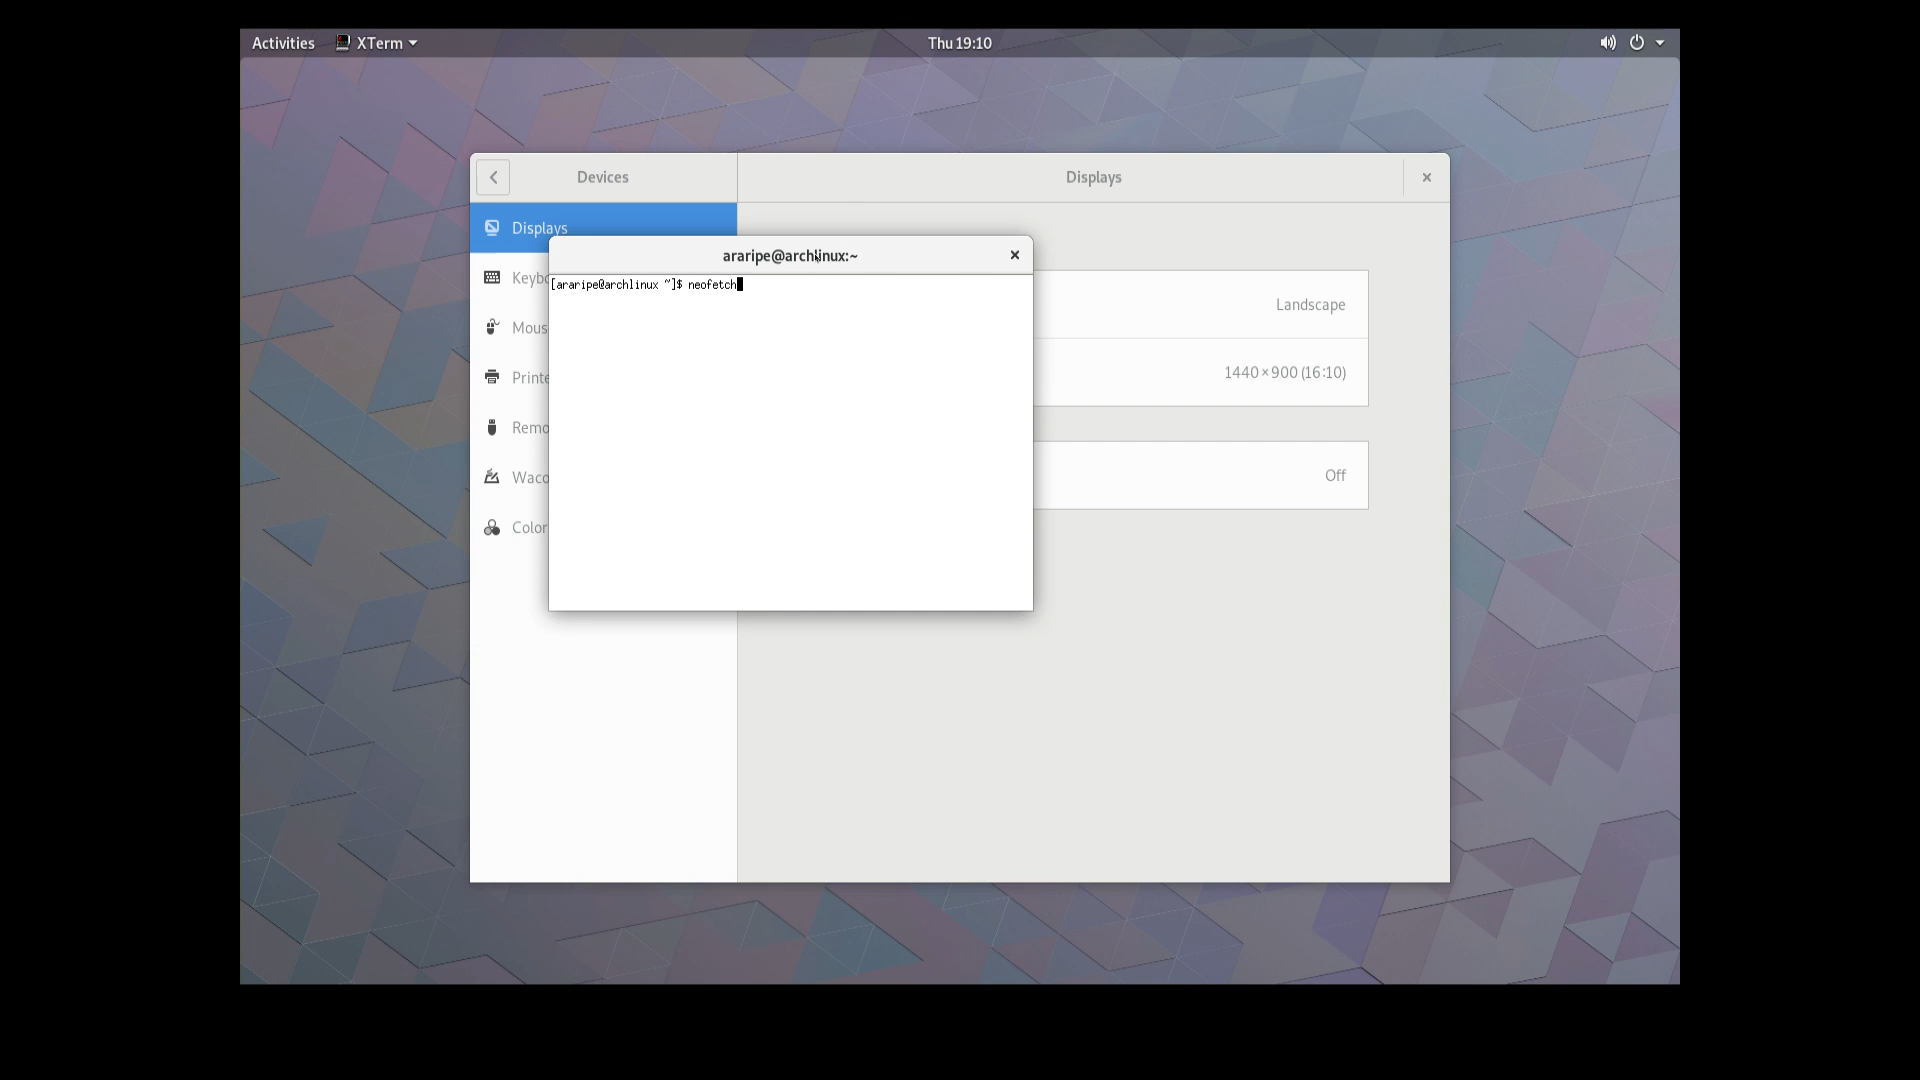 Activities
XTerm
Thu 19:10
Devices
Displays
Displays
araripe@archlinux:~
[araripe@archlinux ~]$ neofetch
Keybo
Landscape
Mous
1440 × 900 (16:10)
Printe
Remo
Off
Waco
Color